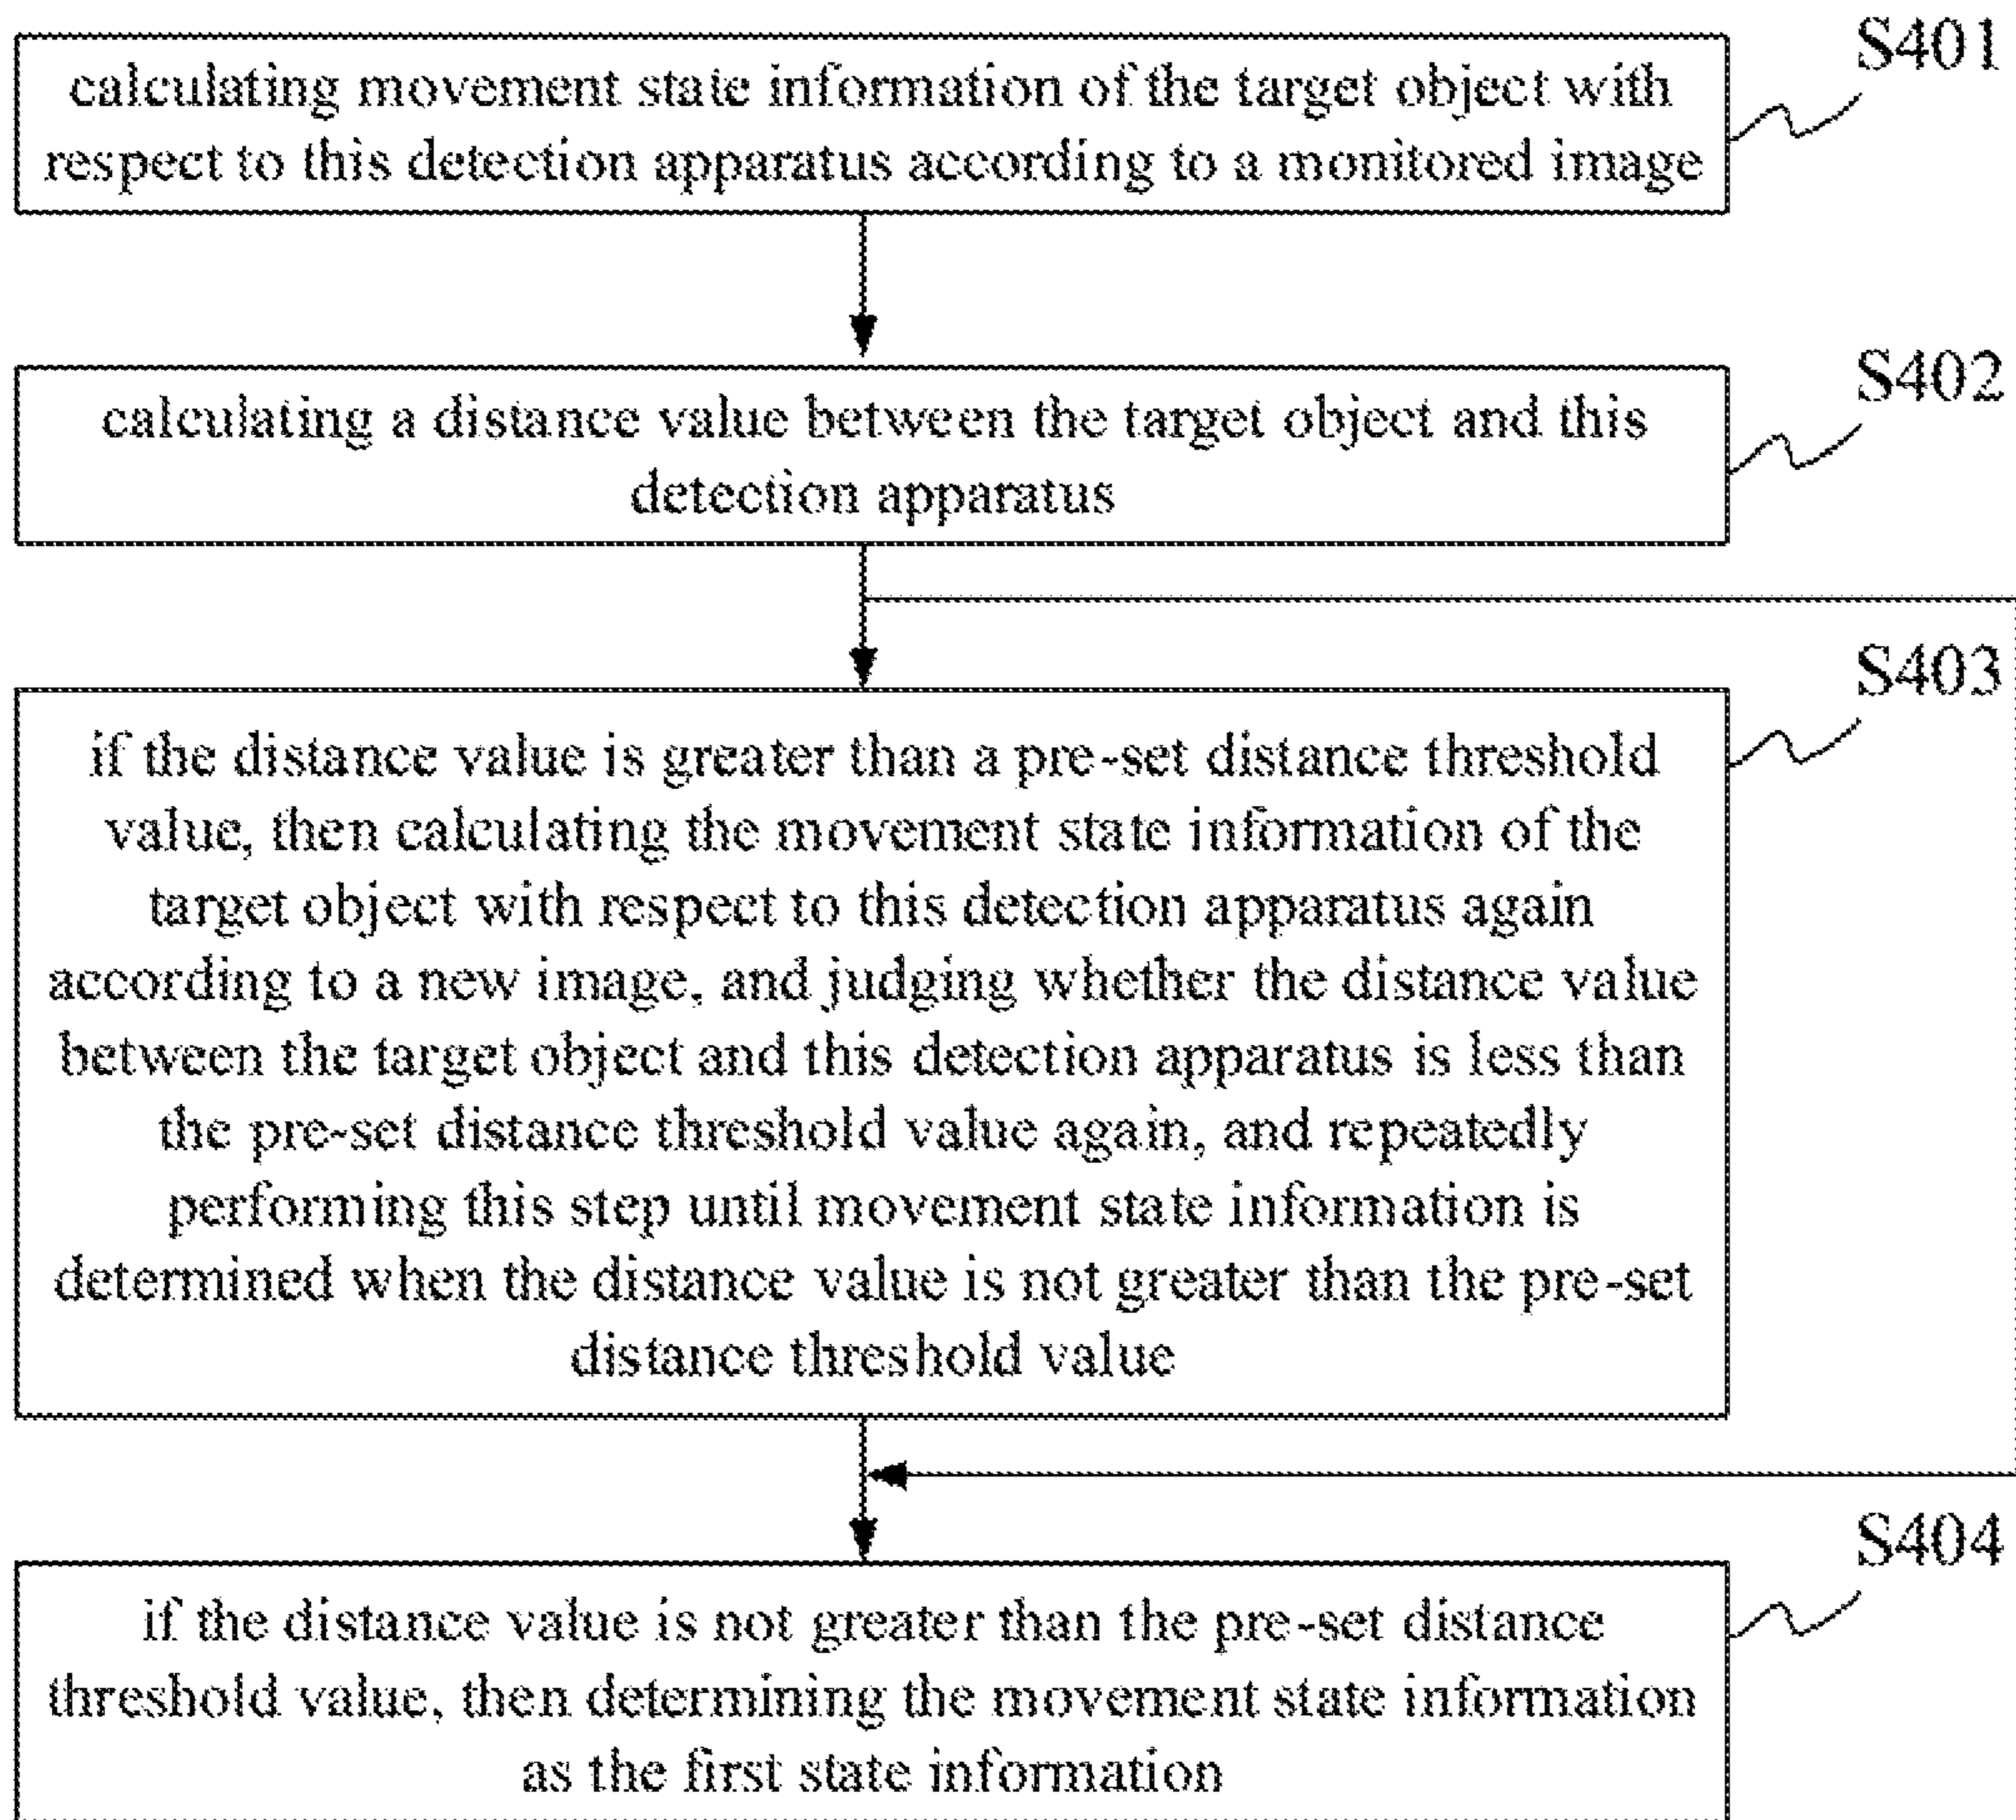 S401
calculating movement state information of the target object with
respect to this detection apparatus according to a monitored image
S402
calculating a distance value between the target object and this
detection apparatus
S403
if the distance value is greater than a pre-set distance threshold
value, then calculating the movement state information of the
target object with respect to this detection apparatus again
according to a new image, and judging whether the distance value
between the target object and this detection apparatus is less than
the pre-set distance threshold value again, and repeatedly
performing this step until movement state information is
determined when the distance value is not greater than the pre-set
distance threshold value
S404
if the distance value is not greater than the pre-set distance
threshold value, then determining the movement state information
as the first state information